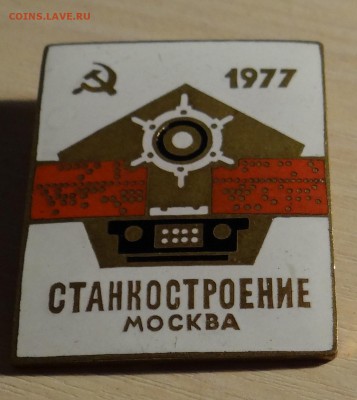 coins.lave.ru
1977
СТАНКОСТРОЕНИЕ
МОСКВА